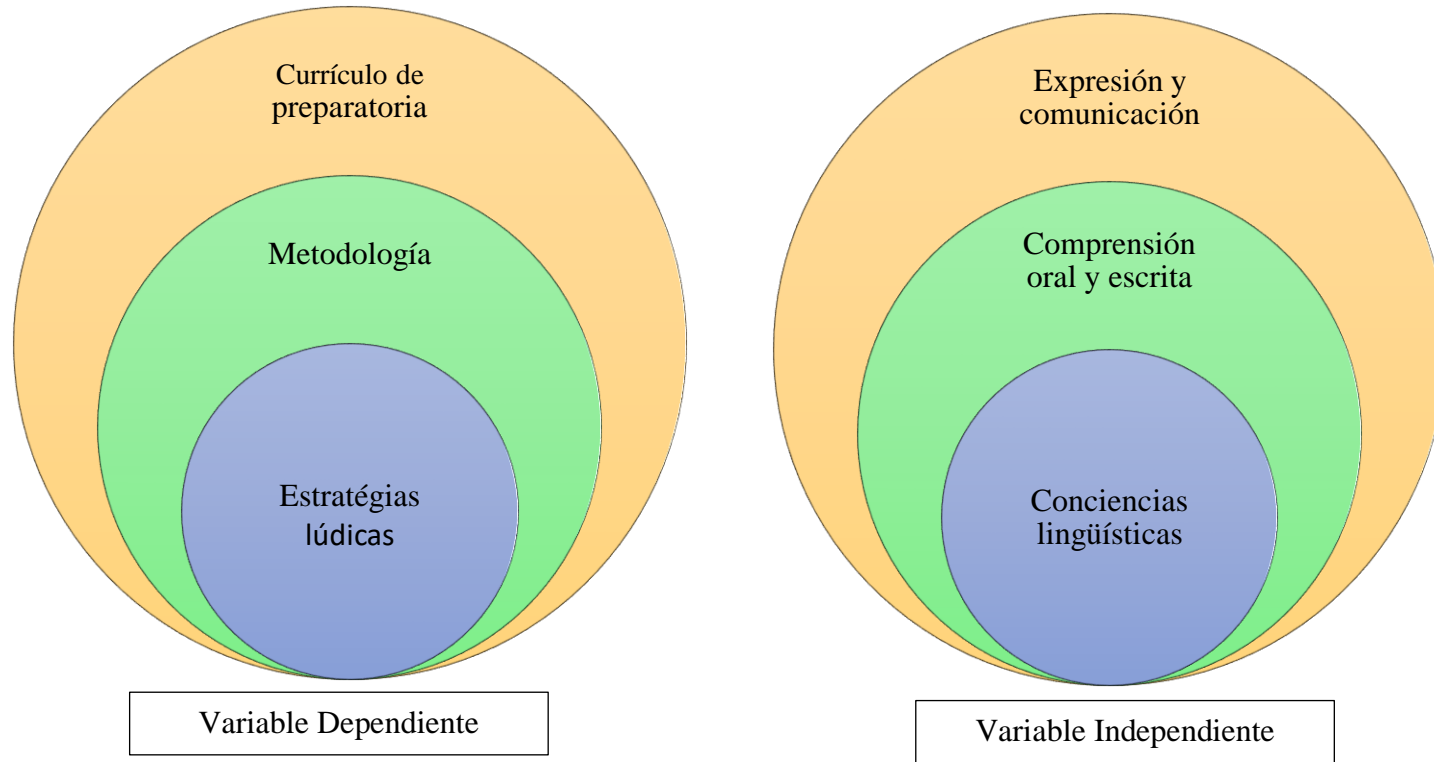 Currículo de
preparatoria
Metodología
Estratégias
lúdicas
Variable Dependiente
Expresión y
comunicación
Comprensión
oral y escrita
Conciencias
lingüísticas
Variable Independiente